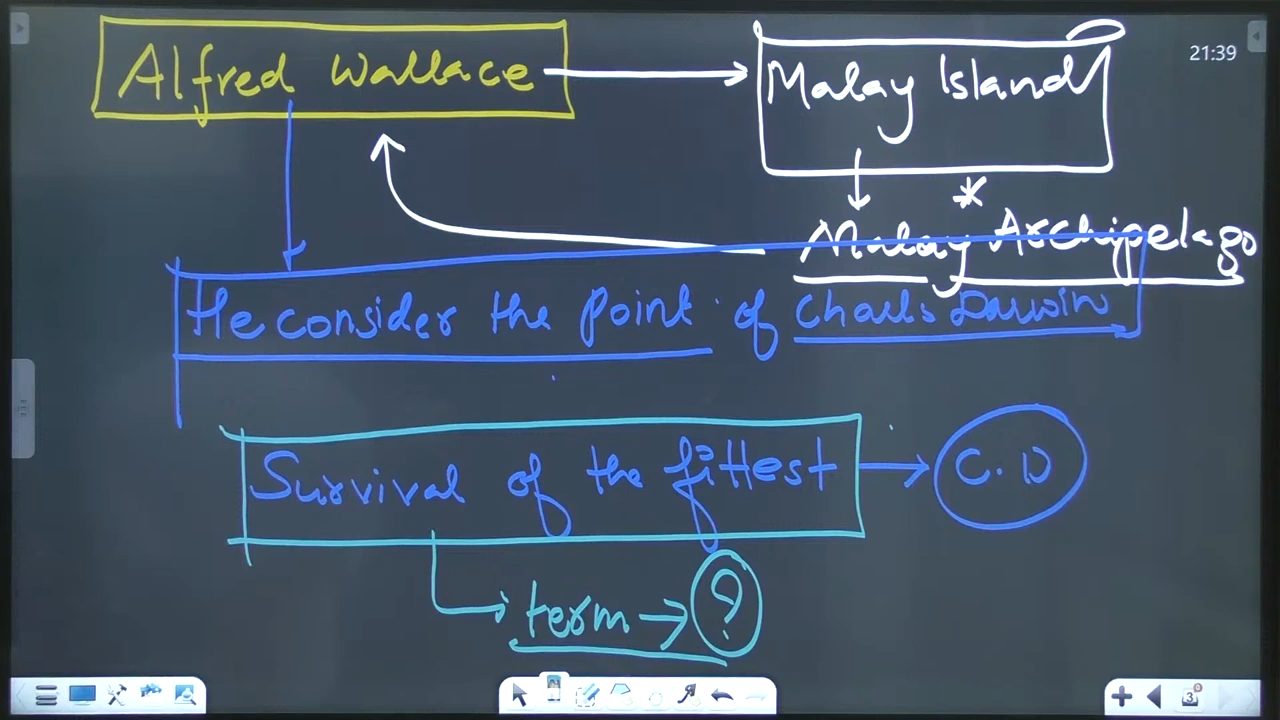 Alfred Wallace
Malay Island
21:39
*
Malay Archipelago
He consider the point of Charls Darwin
Survival of the fittest
C.D
term → ?
3